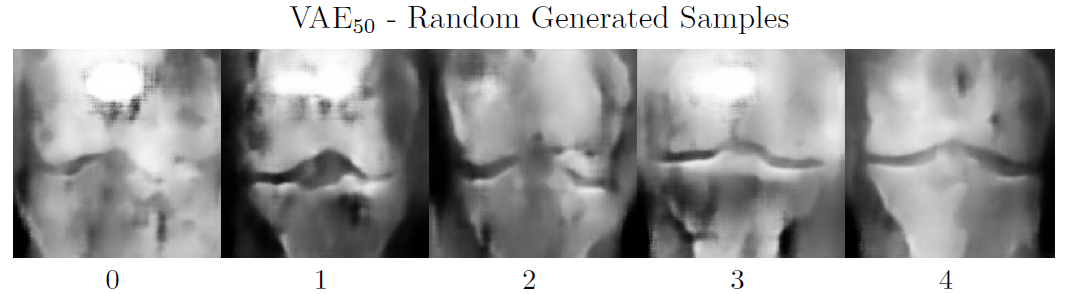 VAE₅₀ - Random Generated Samples
0 1 2 3 4